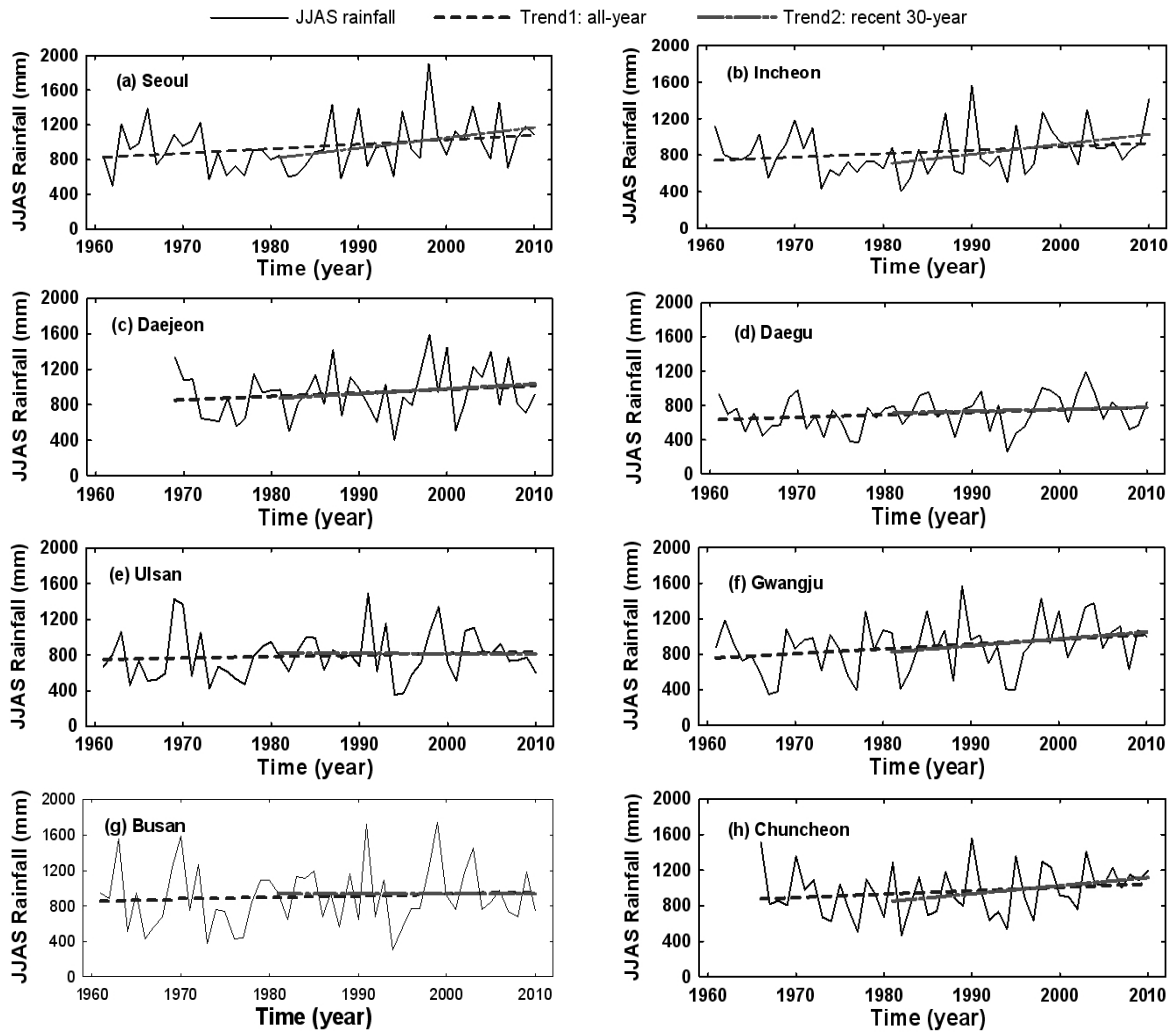 JJAS rainfall Trend1: all-year Trend2: recent 30-year
JJAS Rainfall (mm)
2000
1600
1200
800
400
0
(a) Seoul
1960 1970 1980 1990 2000 2010
Time (year)
JJAS Rainfall (mm)
2000
1600
1200
800
400
0
(b) Incheon
1960 1970 1980 1990 2000 2010
Time (year)
JJAS Rainfall (mm)
2000
1600
1200
800
400
0
(c) Daejeon
1960 1970 1980 1990 2000 2010
Time (year)
JJAS Rainfall (mm)
2000
1600
1200
800
400
0
(d) Daegu
1960 1970 1980 1990 2000 2010
Time (year)
JJAS Rainfall (mm)
2000
1600
1200
800
400
0
(e) Ulsan
1960 1970 1980 1990 2000 2010
Time (year)
JJAS Rainfall (mm)
2000
1600
1200
800
400
0
(f) Gwangju
1960 1970 1980 1990 2000 2010
Time (year)
JJAS Rainfall (mm)
2000
1600
1200
800
400
0
(g) Busan
1960 1970 1980 1990 2000 2010
Time (year)
JJAS Rainfall (mm)
2000
1600
1200
800
400
0
(h) Chuncheon
1960 1970 1980 1990 2000 2010
Time (year)